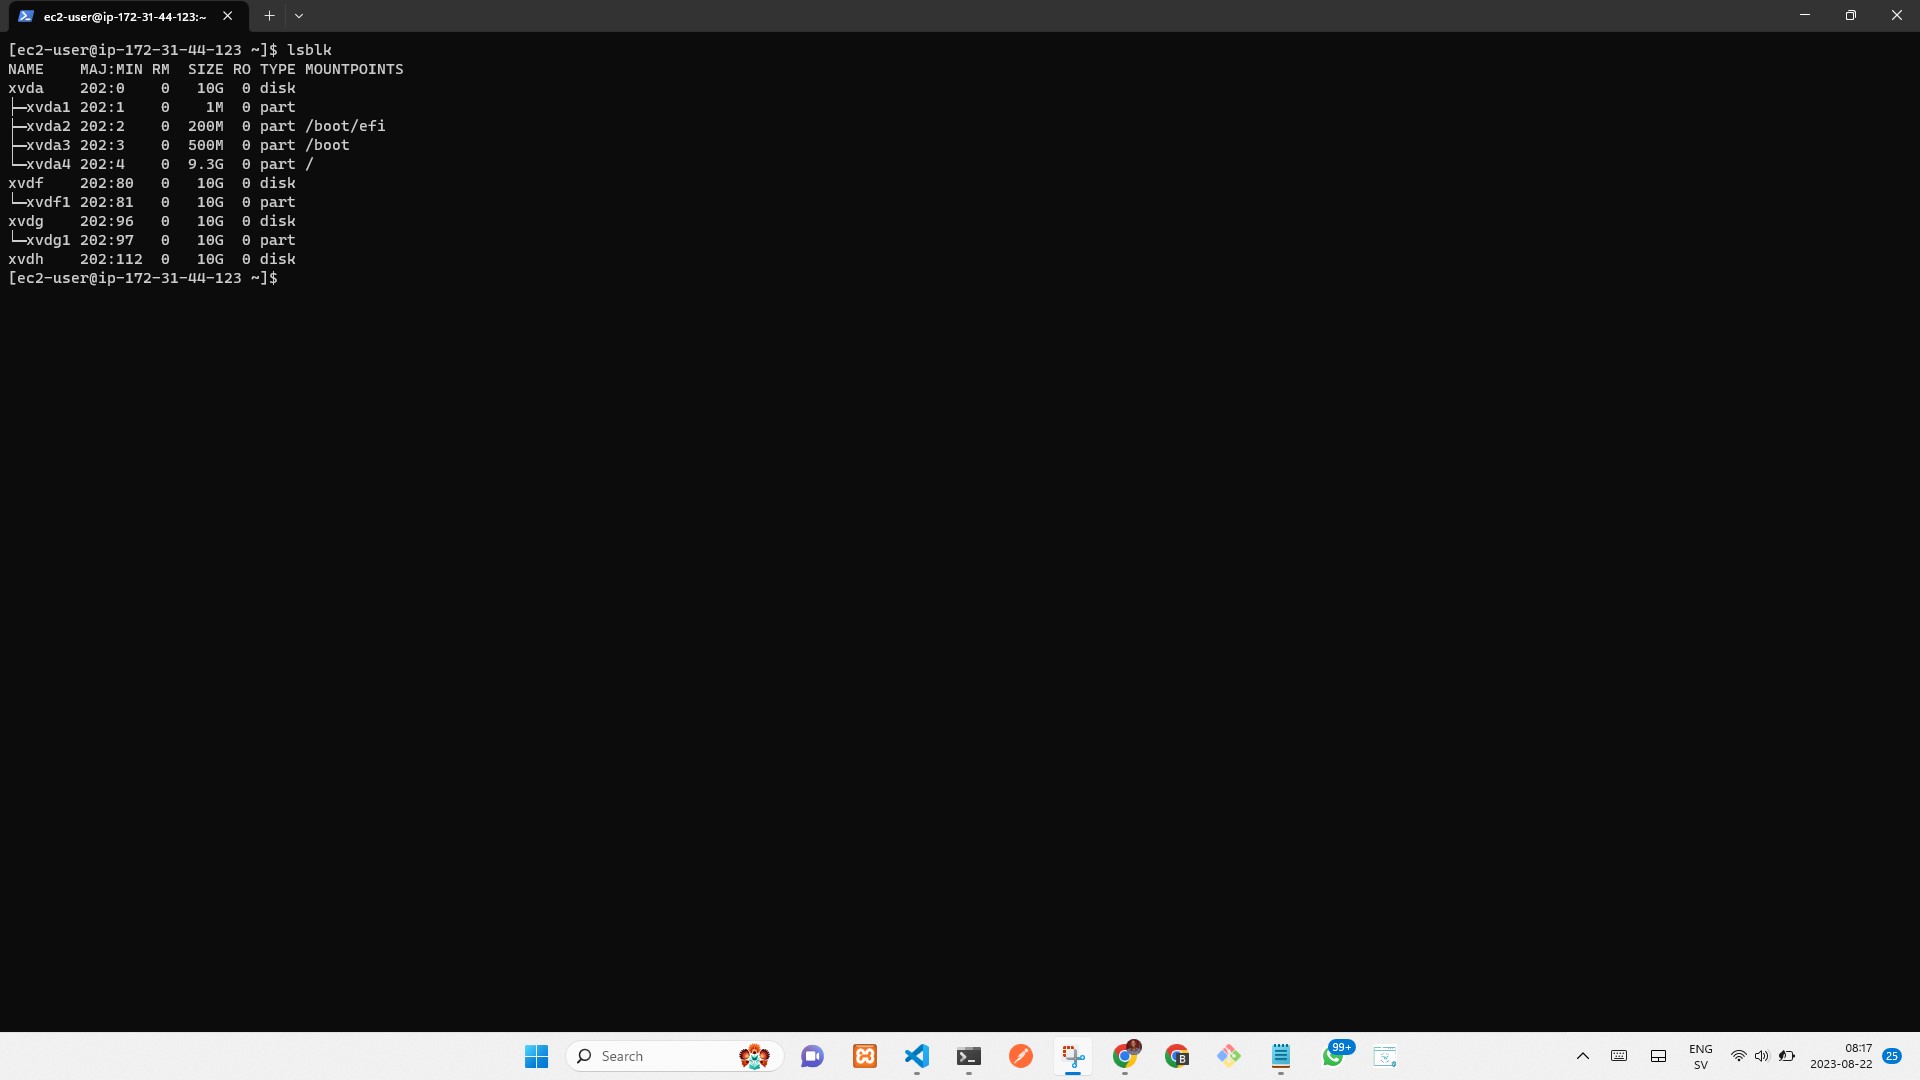 ec2-user@ip-172-31-44-123:~
[ec2-user@ip-172-31-44-123 ~]$ lsblk
NAME    MAJ:MIN RM  SIZE RO TYPE MOUNTPOINTS
xvda    202:0    0   10G  0 disk
├─xvda1 202:1    0    1M  0 part
├─xvda2 202:2    0  200M  0 part /boot/efi
├─xvda3 202:3    0  500M  0 part /boot
└─xvda4 202:4    0  9.3G  0 part /
xvdf    202:80   0   10G  0 disk
└─xvdf1 202:81   0   10G  0 part
xvdg    202:96   0   10G  0 disk
└─xvdg1 202:97   0   10G  0 part
xvdh    202:112  0   10G  0 disk
[ec2-user@ip-172-31-44-123 ~]$
Search
B
99+
ENG
SV
08:17
2023-08-22
25